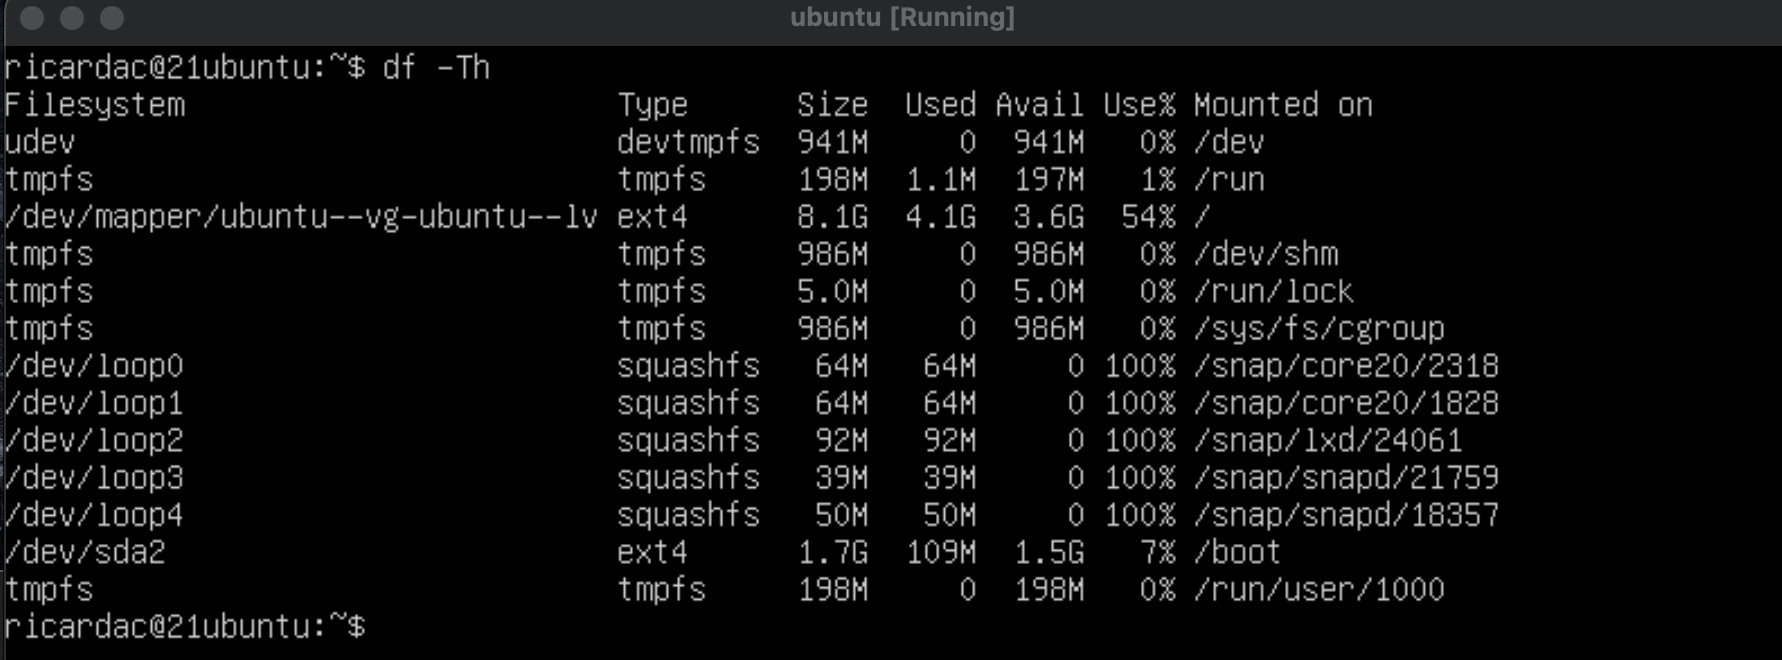 ubuntu [Running]
ricardac@21ubuntu:~$ df -Th
Filesystem                        Type      Size  Used Avail Use% Mounted on
udev                              devtmpfs  941M     0  941M   0% /dev
tmpfs                             tmpfs     198M  1.1M  197M   1% /run
/dev/mapper/ubuntu--vg-ubuntu--lv ext4      8.1G  4.1G  3.6G  54% /
tmpfs                             tmpfs     986M     0  986M   0% /dev/shm
tmpfs                             tmpfs     5.0M     0  5.0M   0% /run/lock
tmpfs                             tmpfs     986M     0  986M   0% /sys/fs/cgroup
/dev/loop0                        squashfs   64M   64M     0 100% /snap/core20/2318
/dev/loop1                        squashfs   64M   64M     0 100% /snap/core20/1828
/dev/loop2                        squashfs   92M   92M     0 100% /snap/lxd/24061
/dev/loop3                        squashfs   39M   39M     0 100% /snap/snapd/21759
/dev/loop4                        squashfs   50M   50M     0 100% /snap/snapd/18357
/dev/sda2                         ext4      1.7G  109M  1.5G   7% /boot
tmpfs                             tmpfs     198M     0  198M   0% /run/user/1000
ricardac@21ubuntu:~$